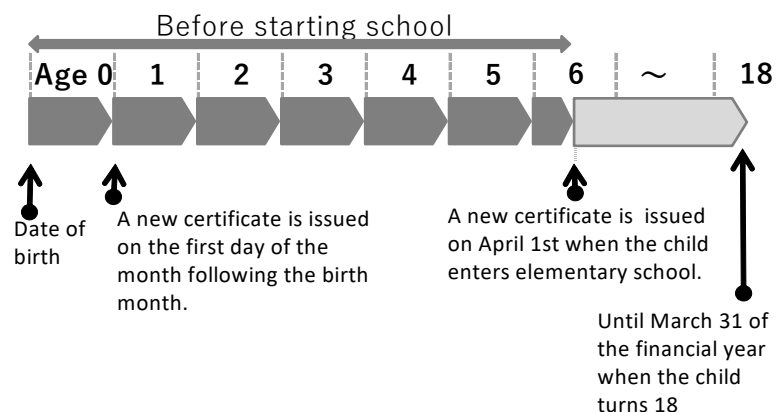 Before starting school
Age 0 1 2 3 4 5 6 ～ 18
Date of
birth
A new certificate is issued
on the first day of the
month following the birth
month.
A new certificate is issued
on April 1st when the child
enters elementary school.
Until March 31 of
the financial year
when the child
turns 18